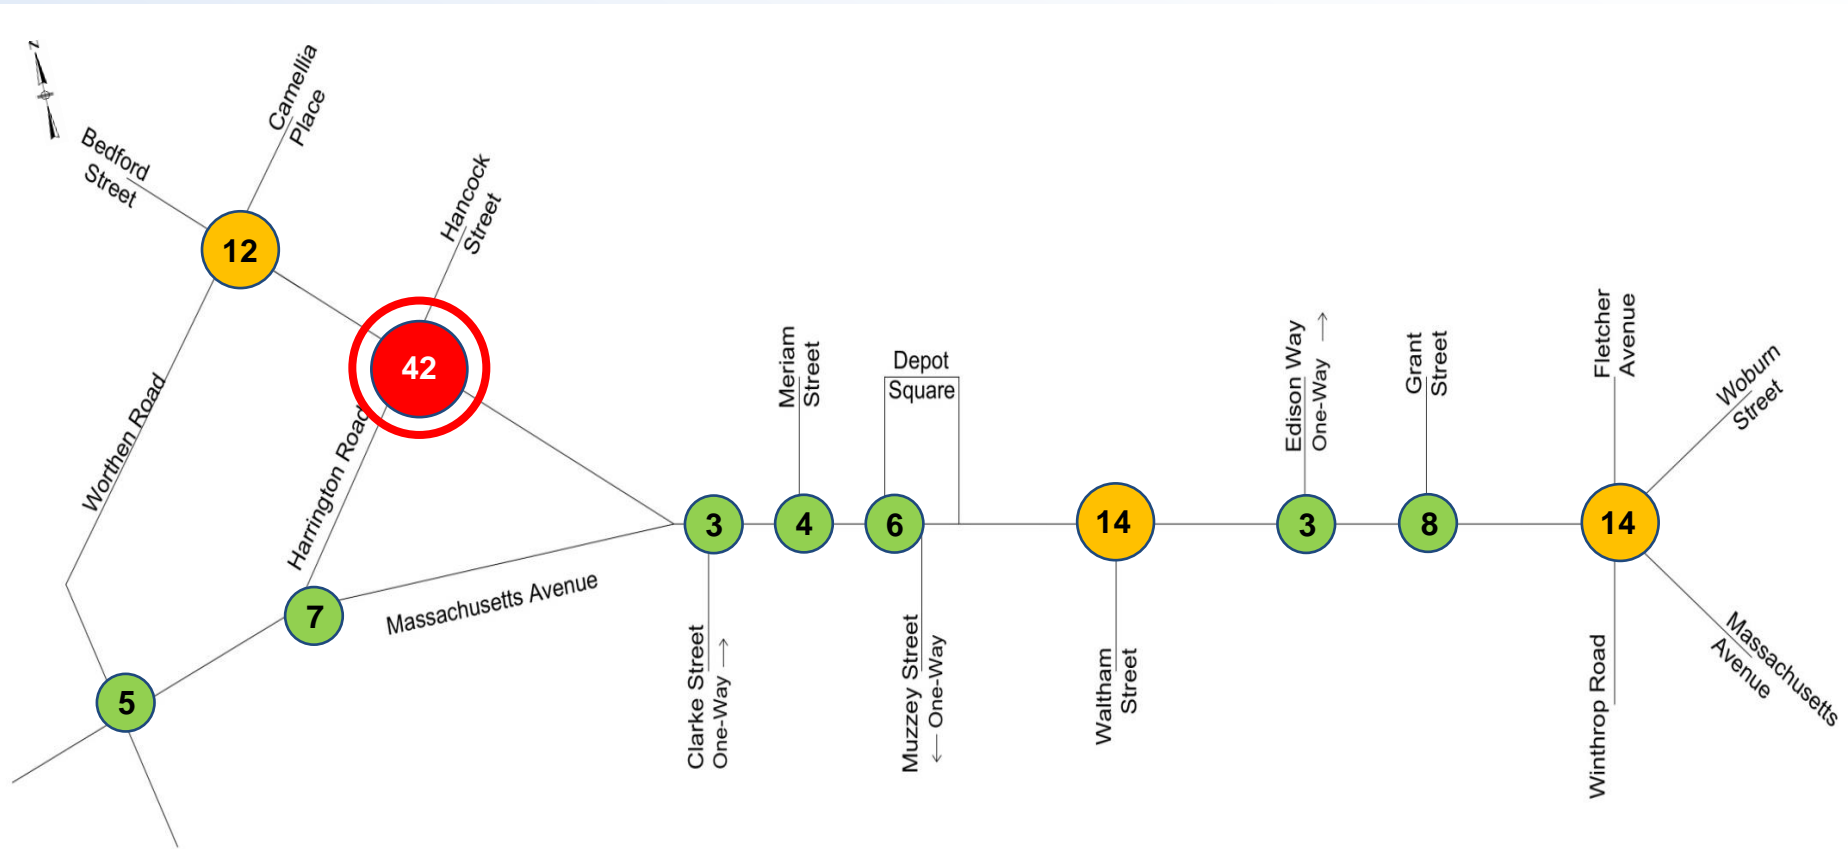 N
Camellia
Place
Bedford
Street
Hancock
Street
12
42
Worthen Road
Harrington Road
Massachusetts Avenue
7
5
Meriam
Street
Depot
Square
Edison Way
One-Way →
Grant
Street
Fletcher
Avenue
Woburn
Street
3
4
6
14
3
8
14
Clarke Street
One-Way →
Muzzey Street
← One-Way
Waltham
Street
Winthrop Road
Massachusetts
Avenue